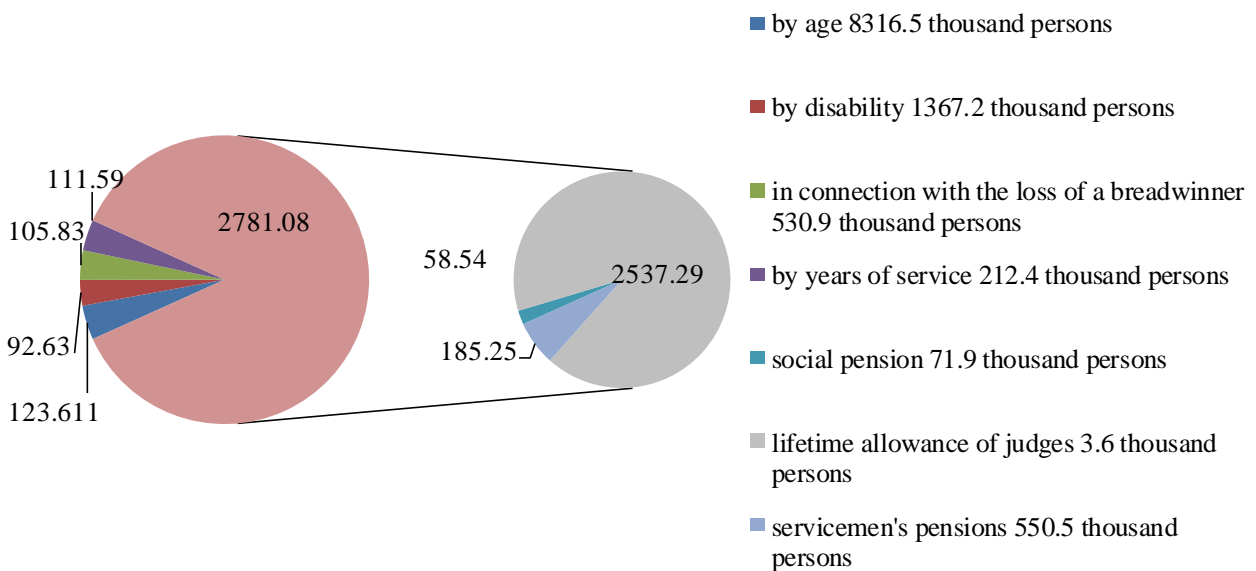 111.59
105.83
92.63
123.611
2781.08
58.54
185.25
2537.29
by age 8316.5 thousand persons
by disability 1367.2 thousand persons
in connection with the loss of a breadwinner
530.9 thousand persons
by years of service 212.4 thousand persons
social pension 71.9 thousand persons
lifetime allowance of judges 3.6 thousand
persons
servicemen's pensions 550.5 thousand
persons